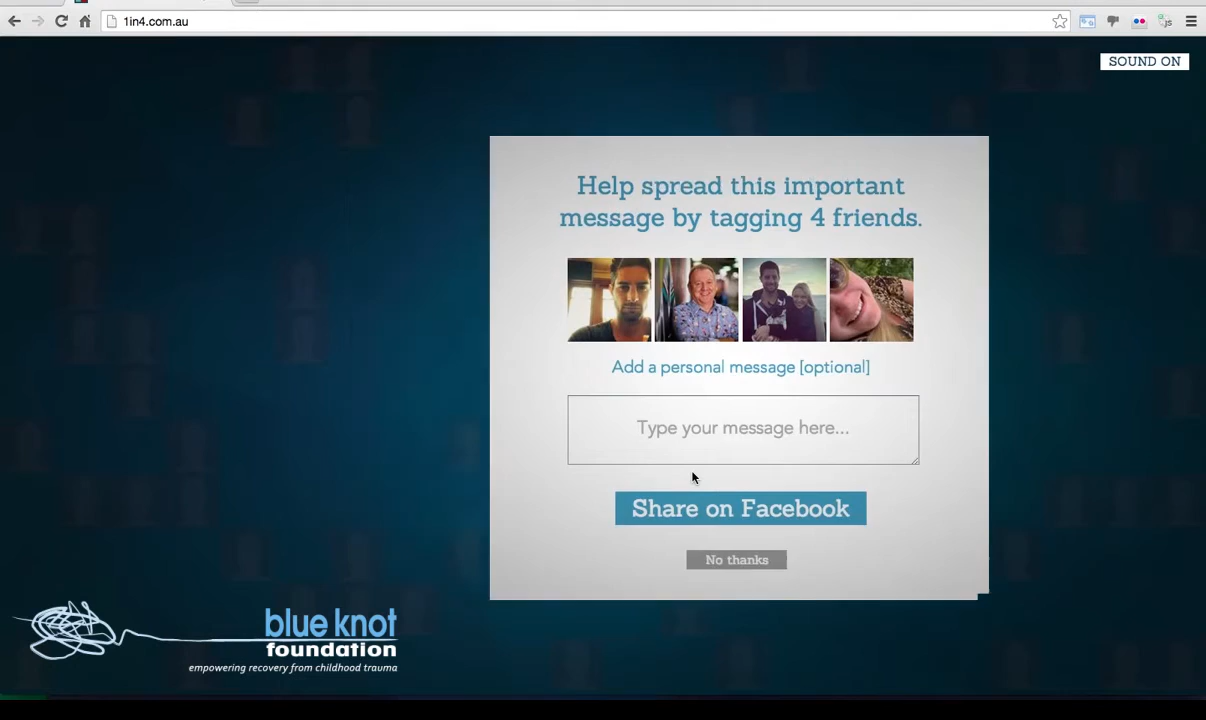 1in4.com.au
SOUND ON
Help spread this important
message by tagging 4 friends.
Add a personal message [optional]
Type your message here...
Share on Facebook
No thanks
blue knot
foundation
empowering recovery from childhood trauma